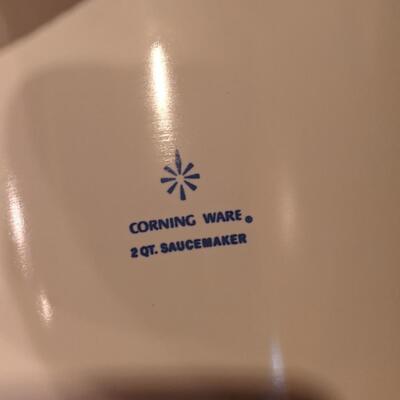 CORNING WARE®
2 QT. SAUCEMAKER